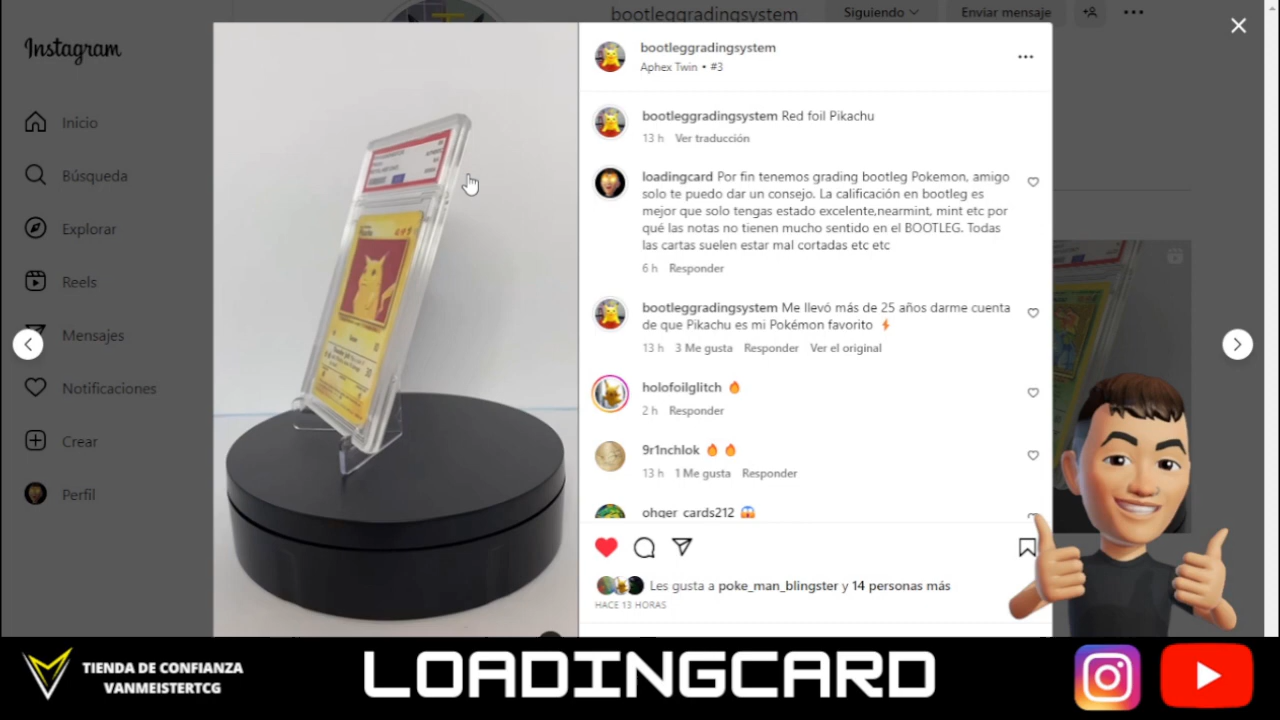 bootleggradingsystem
Siguiendo
Enviar mensaje
Instagram
Inicio
Búsqueda
Explorar
Reels
Mensajes
Notificaciones
Crear
Perfil
bootleggradingsystem
Aphex Twin • #3
bootleggradingsystem Red foil Pikachu
13 h Ver traducción
loadingcard Por fin tenemos grading bootleg Pokemon, amigo
solo te puedo dar un consejo. La calificación en bootleg es
mejor que solo tengas estado excelente,nearmint, mint etc por
qué las notas no tienen mucho sentido en el BOOTLEG. Todas
las cartas suelen estar mal cortadas etc etc
6 h Responder
bootleggradingsystem Me llevó más de 25 años darme cuenta
de que Pikachu es mi Pokémon favorito ⚡
13 h 3 Me gusta Responder Ver el original
holofoilglitch 🔥
2 h Responder
9r1nchlok 🔥 🔥
13 h 1 Me gusta Responder
ohger_cards212 😱
Les gusta a poke_man_blingster y 14 personas más
HACE 13 HORAS
TIENDA DE CONFIANZA
VANMEISTERTCG
LOADINGCARD